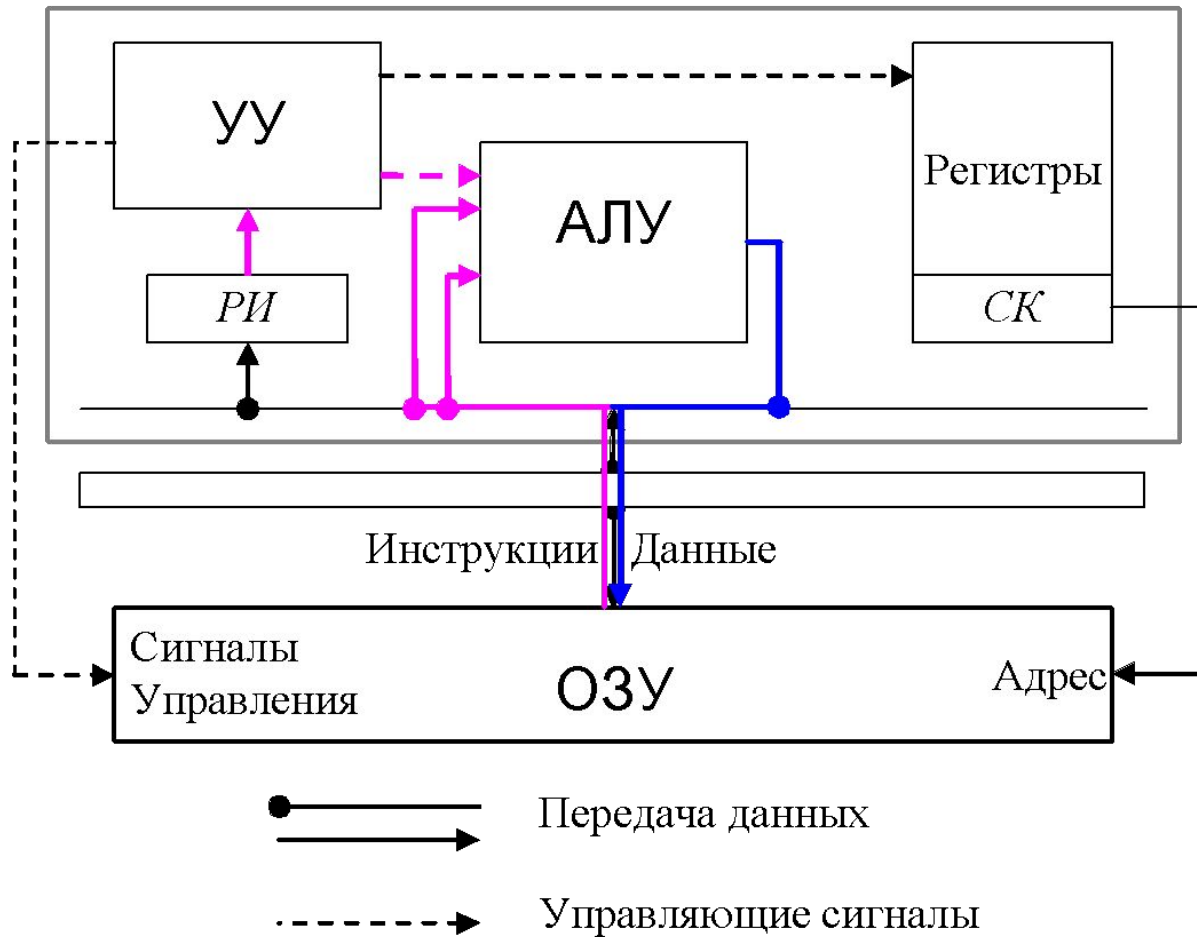 УУ
АЛУ
Регистры
РИ
СК
Инструкции
Данные
Сигналы
Управления
ОЗУ
Адрес
Передача данных
Управляющие сигналы